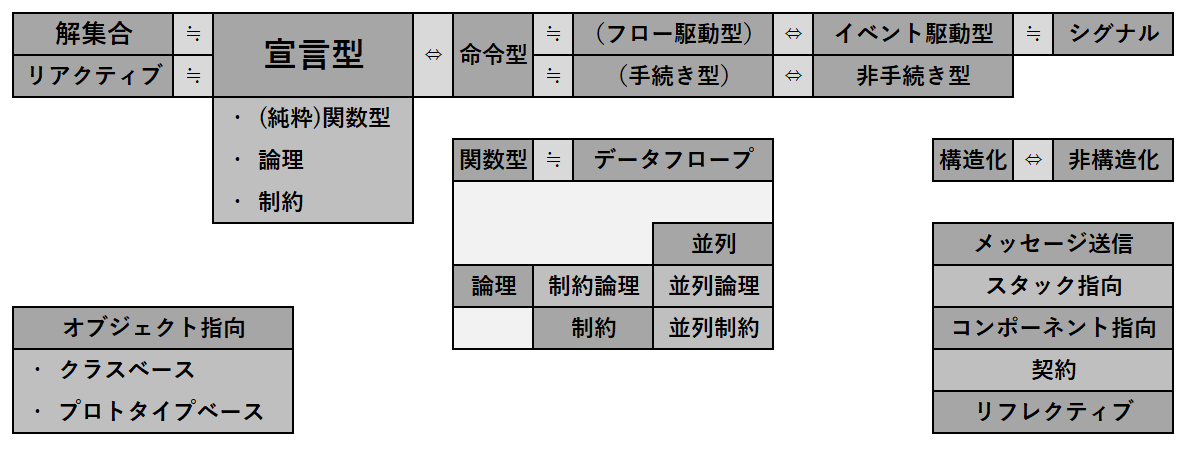 解集合 ≒ 宣言型 ⇔ 命令型 ≒ （フロー駆動型） ⇔ イベント駆動型 ≒ シグナル
リアクティブ ≒ ≒ （手続き型） ⇔ 非手続き型
・ (純粋)関数型
・ 論理
・ 制約
関数型 ≒ データフロープ
並列
論理 制約論理 並列論理
制約 並列制約
構造化 ⇔ 非構造化
メッセージ送信
スタック指向
コンポーネント指向
契約
リフレクティブ
オブジェクト指向
・ クラスベース
・ プロトタイプベース